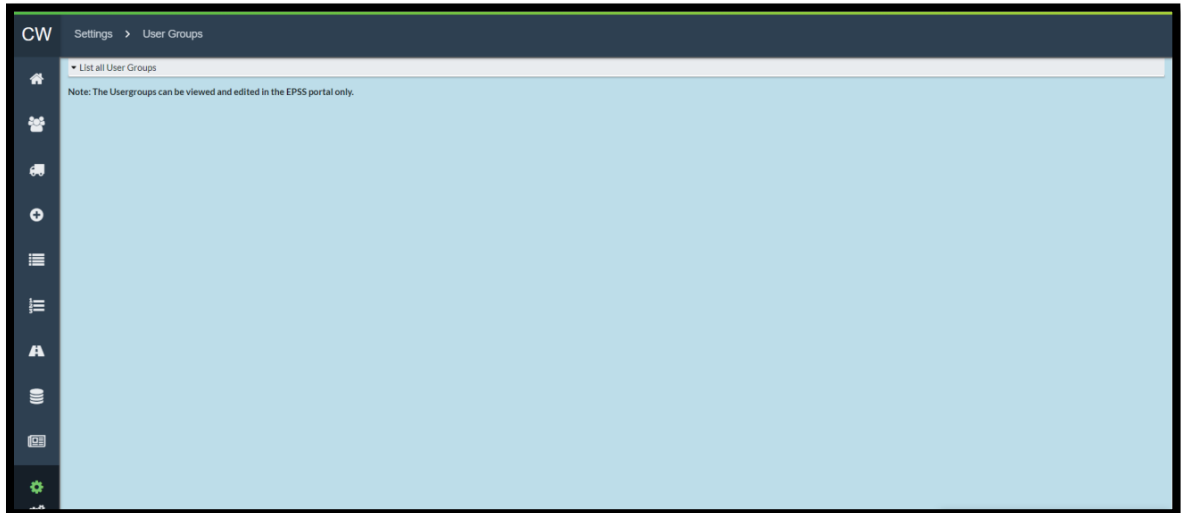 CW
Settings > User Groups
List all User Groups
Note: The Usergroups can be viewed and edited in the EPSS portal only.